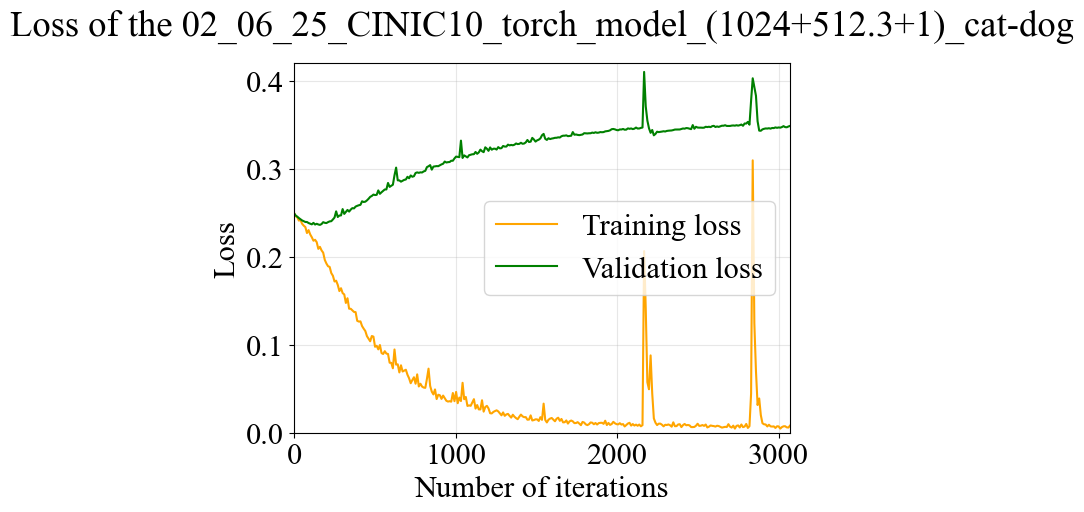 Loss of the 02_06_25_CINIC10_torch_model_(1024+512.3+1)_cat-dog
0.4
0.3
0.2
0.1
0.0
Loss
Training loss
Validation loss
0 1000 2000 3000
Number of iterations